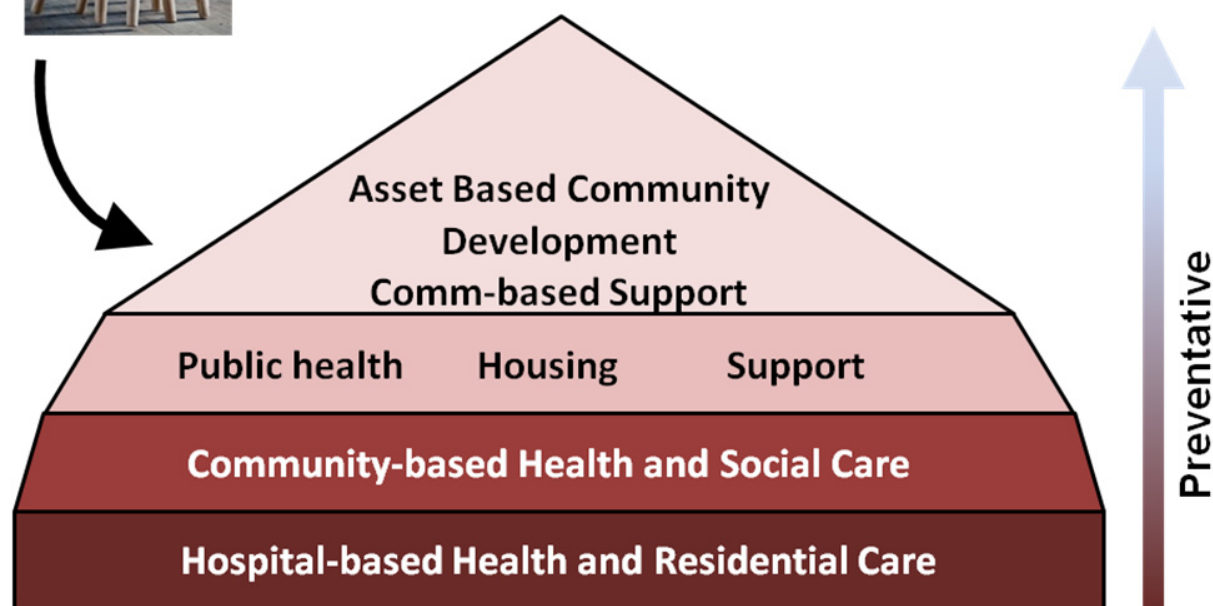 Asset Based Community
Development
Comm-based Support
Public health Housing Support
Community-based Health and Social Care
Hospital-based Health and Residential Care
Preventative